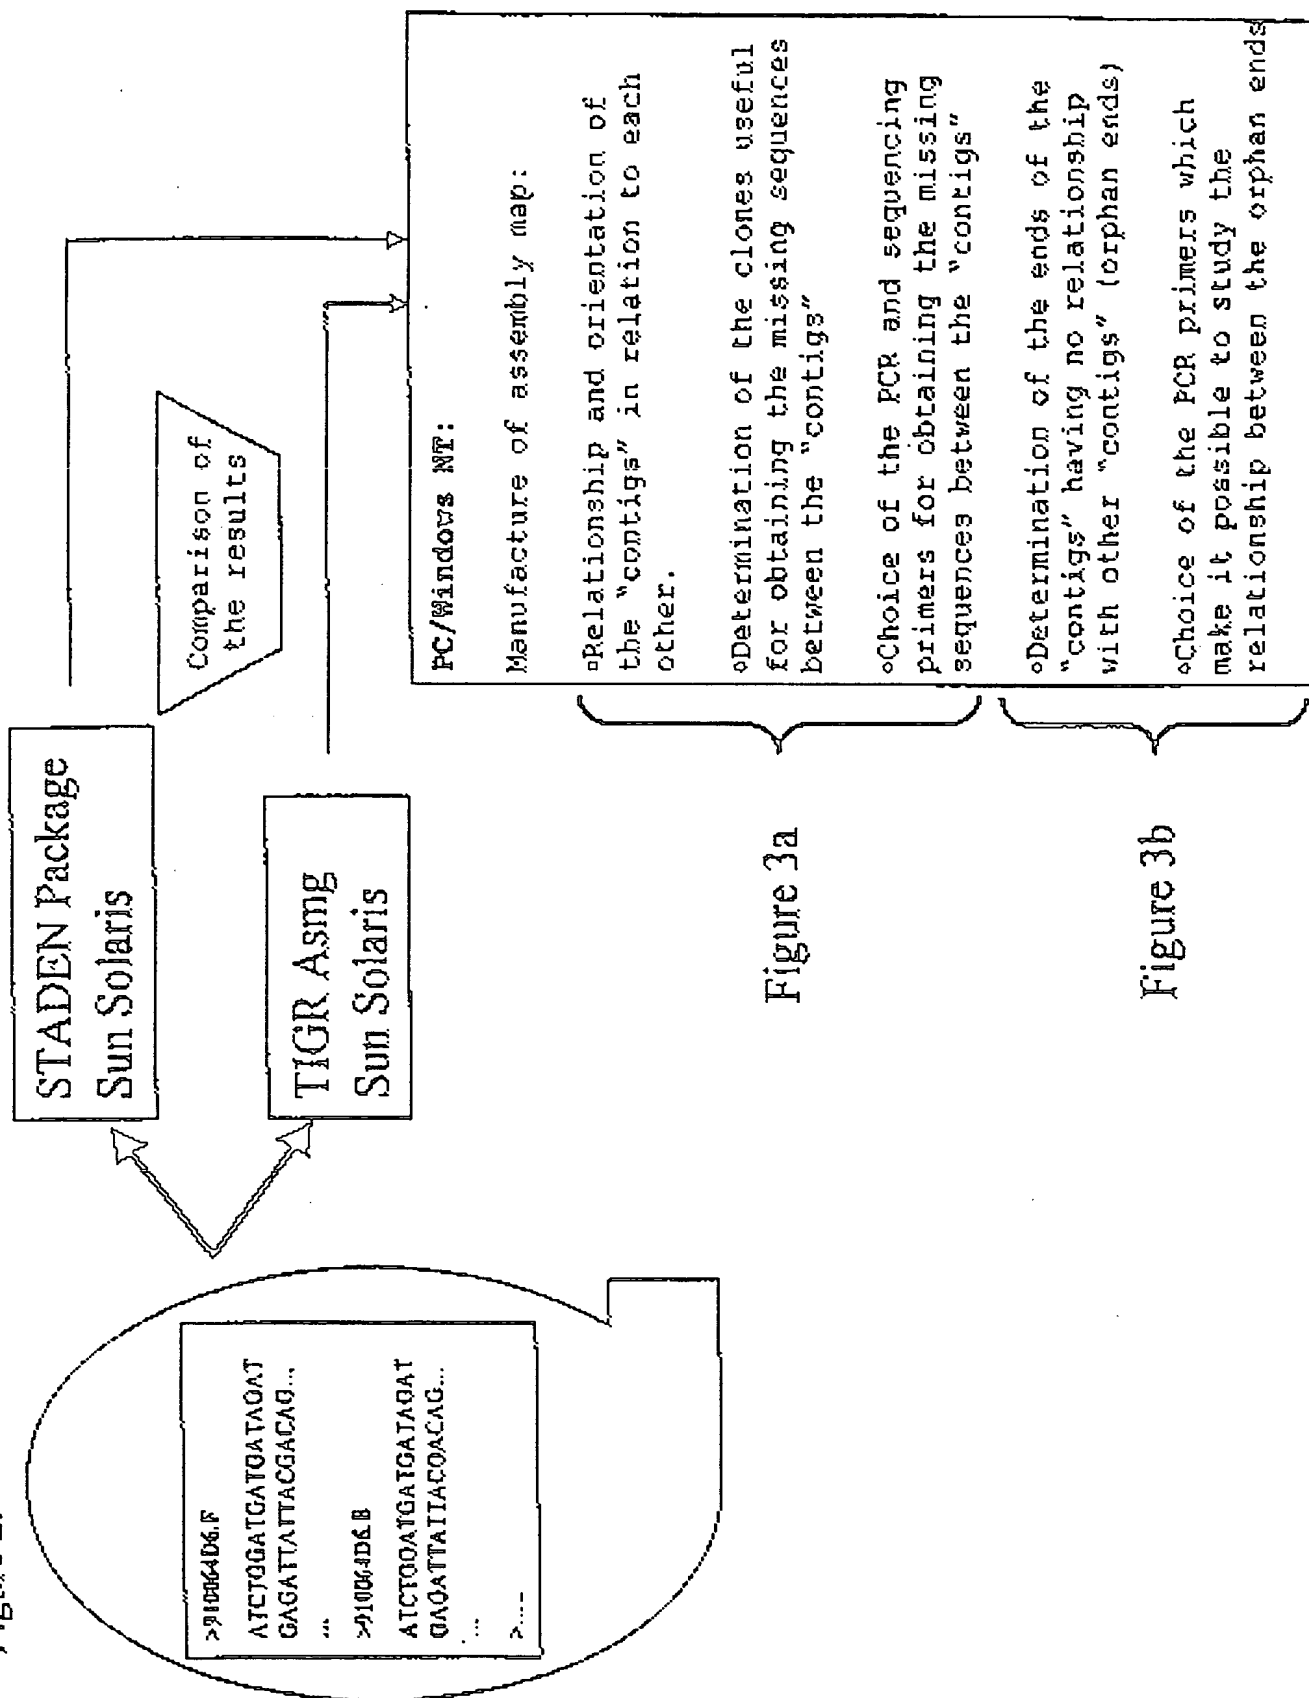 >910064D6.F
ATCTGGATGATGATAGAT
GAGATTATTACGACAG...
...
>910064D6.B
ATCTGGATGATGATAGAT
GAGATTATTACGACAG...
...
>....
STADEN Package
Sun Solaris
TIGR Asmg
Sun Solaris
Comparison of
the results
PC/Windows NT:
Manufacture of assembly map:
▫Relationship and orientation of
the "contigs" in relation to each
other.
⋄Determination of the clones useful
for obtaining the missing sequences
between the "contigs"
⋄Choice of the PCR and sequencing
primers for obtaining the missing
sequences between the "contigs"
⋄Determination of the ends of the
"contigs" having no relationship
with other "contigs" (orphan ends)
⋄Choice of the PCR primers which
make it possible to study the
relationship between the orphan ends
Figure 3a
Figure 3b